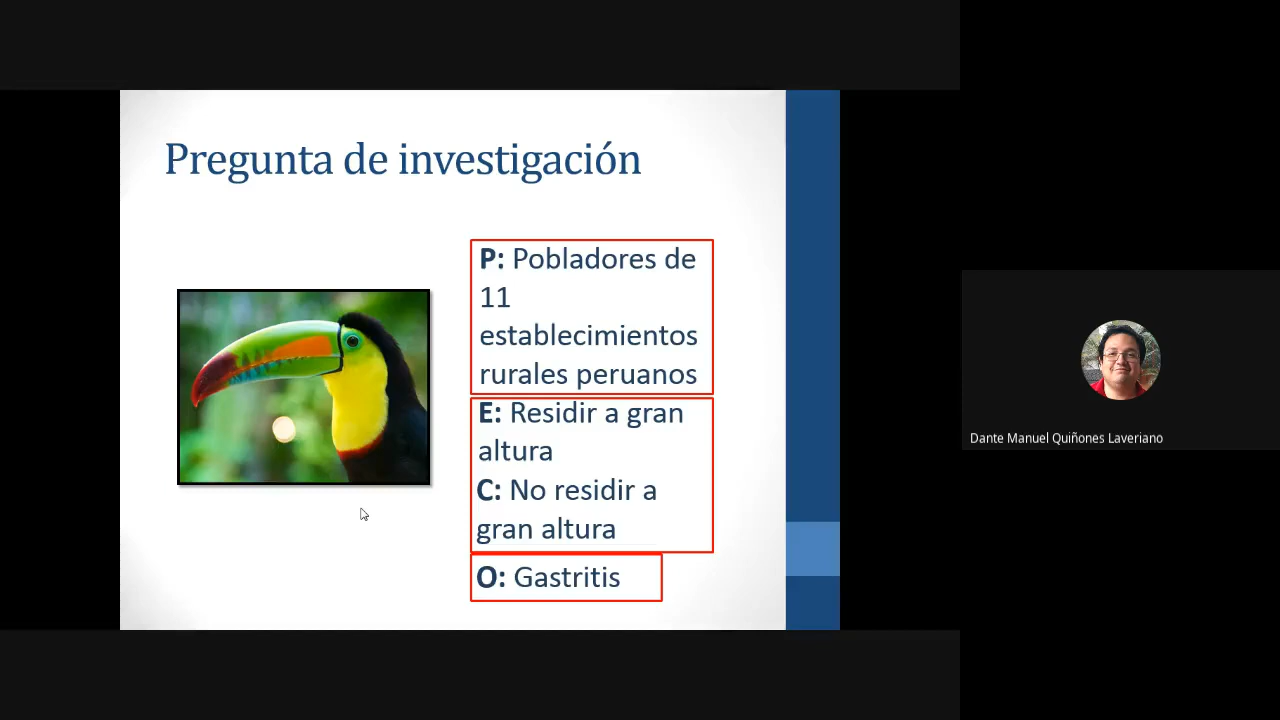 Pregunta de investigación
P: Pobladores de
11
establecimientos
rurales peruanos
E: Residir a gran
altura
C: No residir a
gran altura
O: Gastritis
Dante Manuel Quiñones Laveriano